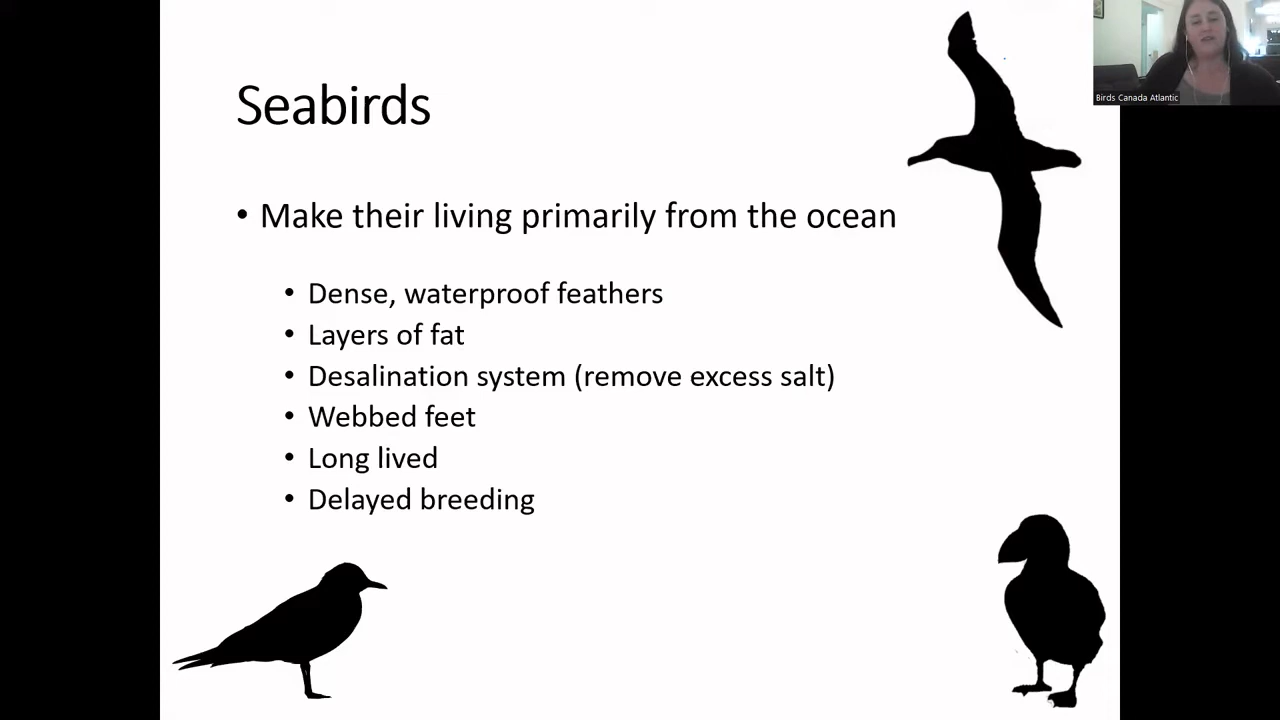 Seabirds
• Make their living primarily from the ocean
• Dense, waterproof feathers
• Layers of fat
• Desalination system (remove excess salt)
• Webbed feet
• Long lived
• Delayed breeding
Birds Canada Atlantic